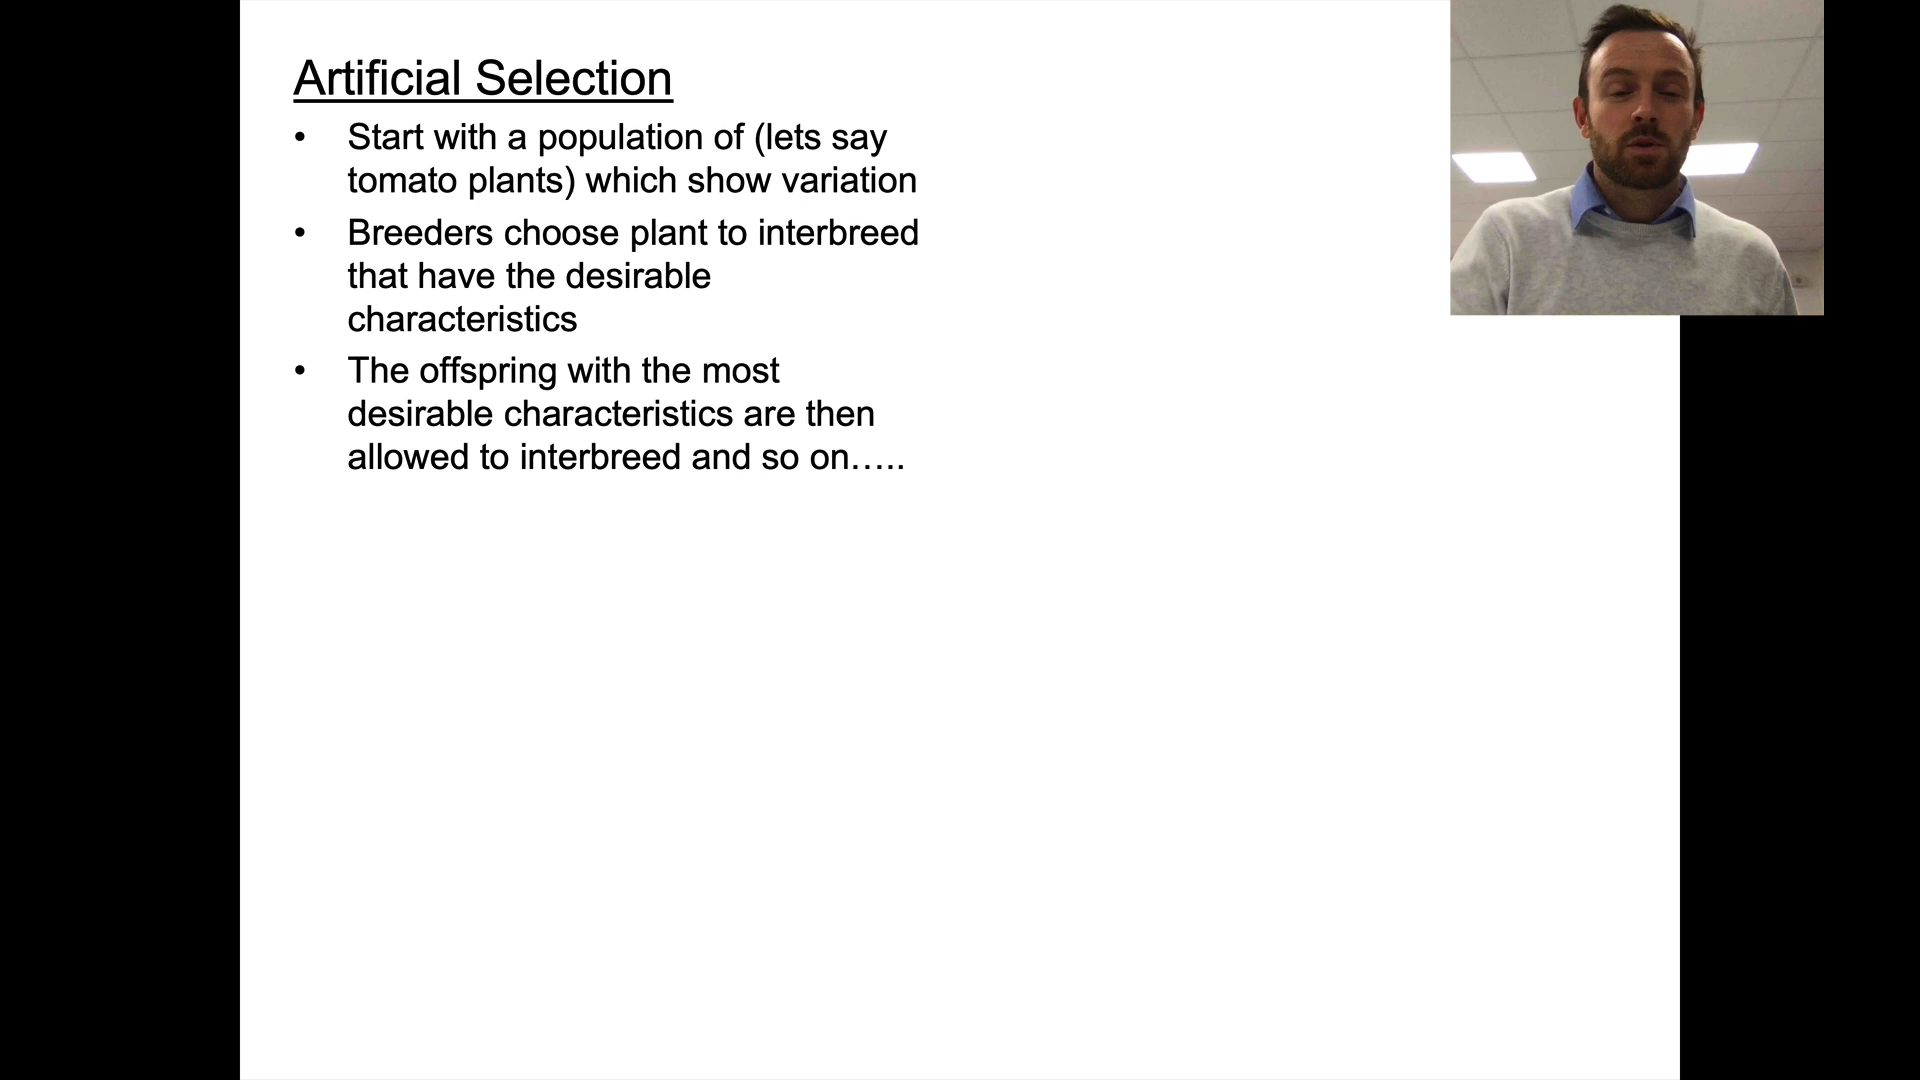 Artificial Selection
• Start with a population of (lets say
tomato plants) which show variation
• Breeders choose plant to interbreed
that have the desirable
characteristics
• The offspring with the most
desirable characteristics are then
allowed to interbreed and so on…..